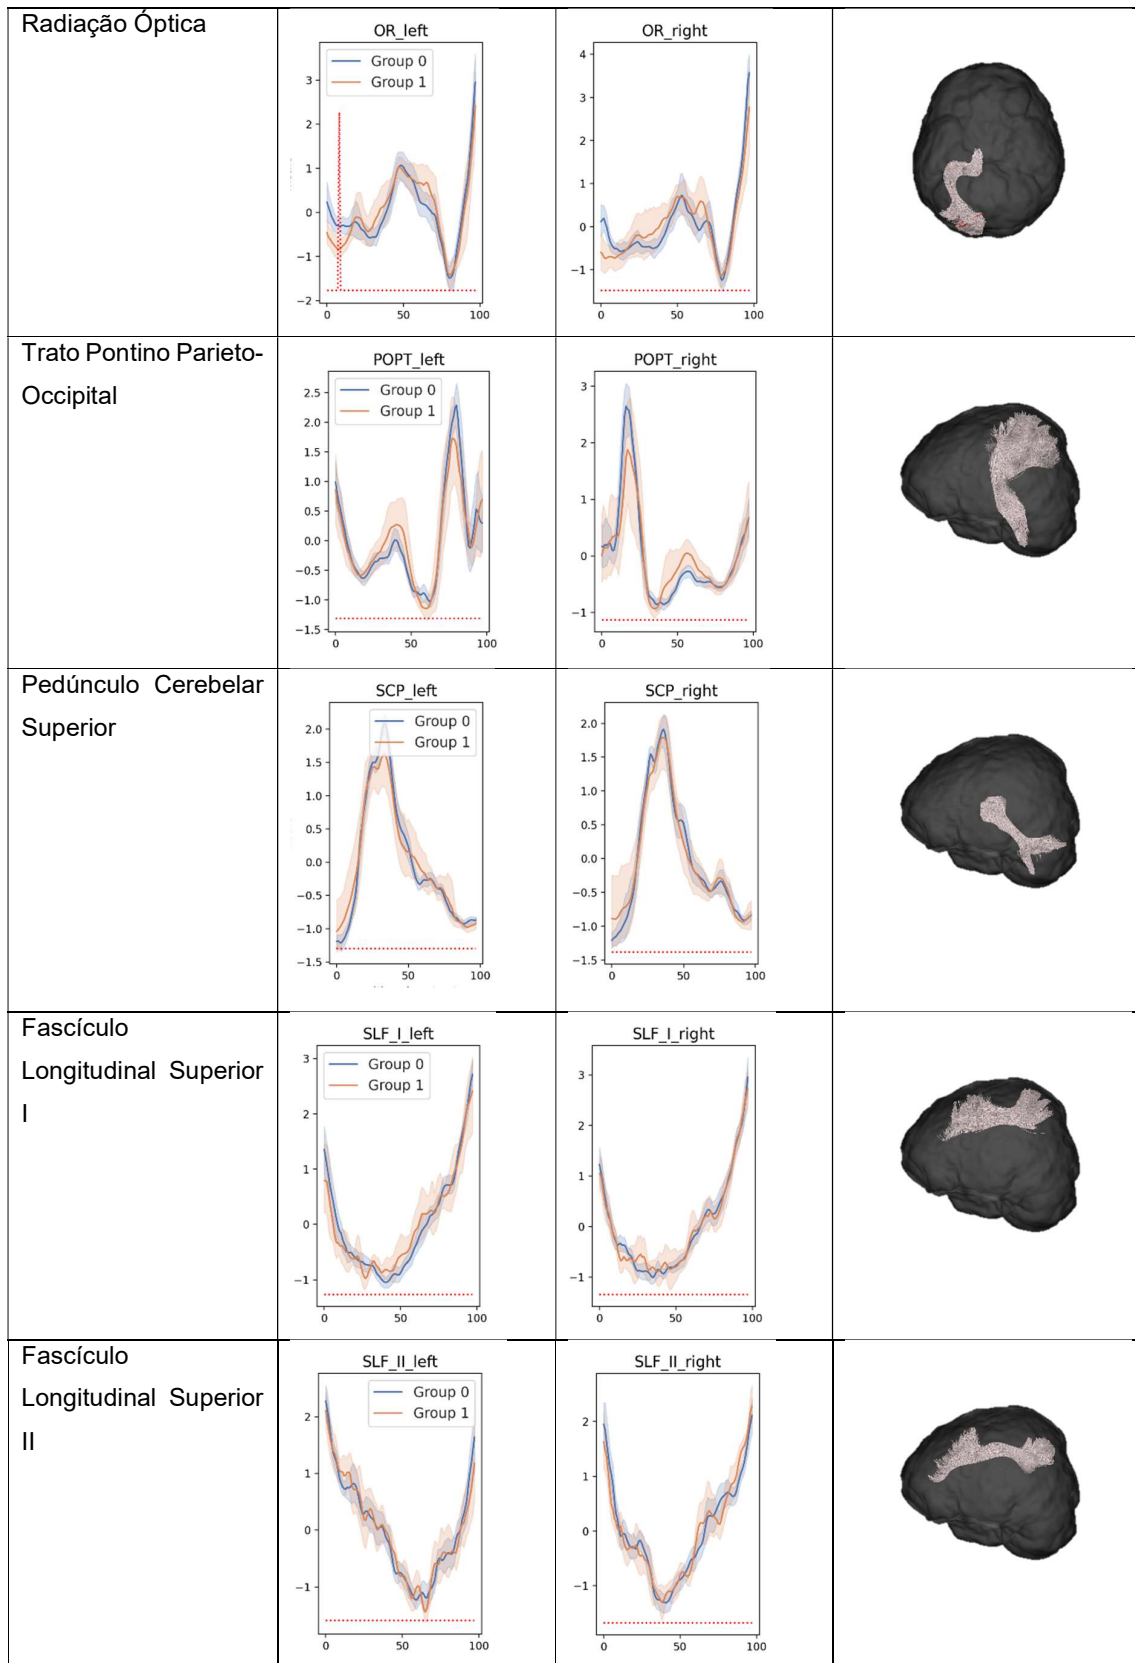 Radiação Óptica
OR_left
Group 0
Group 1
3
2
1
0
−1
−2
0
50
100
OR_right
4
3
2
1
0
−1
0
50
100
Trato Pontino Parieto-
Occipital
POPT_left
Group 0
Group 1
2.5
2.0
1.5
1.0
0.5
0.0
−0.5
−1.0
−1.5
0
50
100
POPT_right
3
2
1
0
−1
0
50
100
Pedúnculo Cerebelar
Superior
SCP_left
Group 0
Group 1
2.0
1.5
1.0
0.5
0.0
−0.5
−1.0
−1.5
0
50
100
SCP_right
2.0
1.5
1.0
0.5
0.0
−0.5
−1.0
−1.5
0
50
100
Fascículo
Longitudinal Superior
I
SLF_I_left
Group 0
Group 1
3
2
1
0
−1
0
50
100
SLF_I_right
3
2
1
0
−1
0
50
100
Fascículo
Longitudinal Superior
II
SLF_II_left
Group 0
Group 1
2
1
0
−1
0
50
100
SLF_II_right
2
1
0
−1
0
50
100